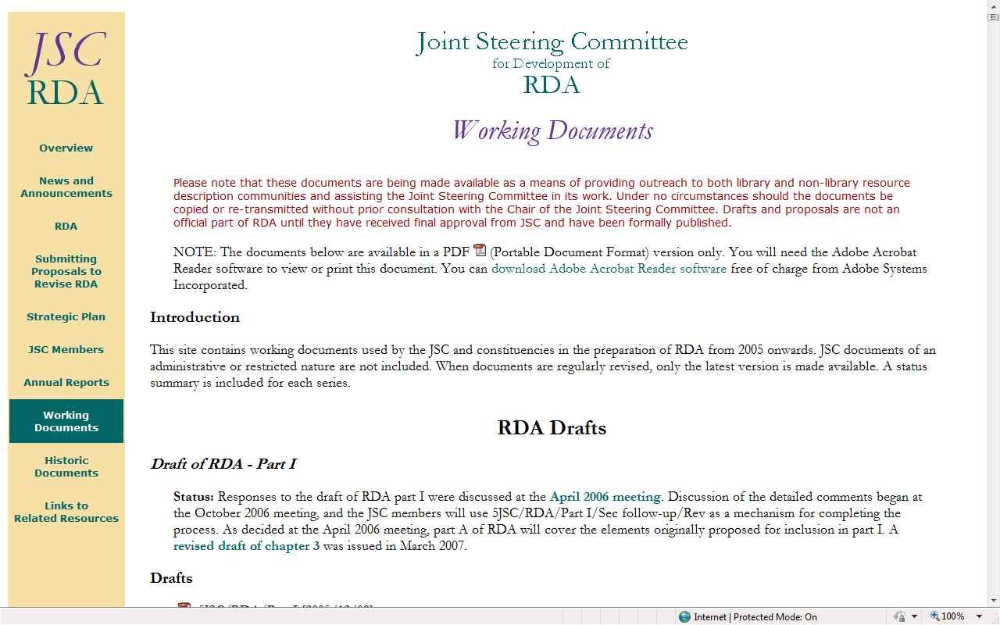 JSC
RDA
Overview
News and
Announcements
RDA
Submitting
Proposals to
Revise RDA
Strategic Plan
JSC Members
Annual Reports
Working
Documents
Historic
Documents
Links to
Related Resources
Joint Steering Committee
for Development of
RDA
Working Documents
Please note that these documents are being made available as a means of providing outreach to both library and non-library resource
description communities and assisting the Joint Steering Committee in its work. Under no circumstances should the documents be
copied or re-transmitted without prior consultation with the Chair of the Joint Steering Committee. Drafts and proposals are not an
official part of RDA until they have received final approval from JSC and have been formally published.
NOTE: The documents below are available in a PDF (Portable Document Format) version only. You will need the Adobe Acrobat
Reader software to view or print this document. You can download Adobe Acrobat Reader software free of charge from Adobe Systems
Incorporated.
Introduction
This site contains working documents used by the JSC and constituencies in the preparation of RDA from 2005 onwards. JSC documents of an
administrative or restricted nature are not included. When documents are regularly revised, only the latest version is made available. A status
summary is included for each series.
RDA Drafts
Draft of RDA - Part I
Status: Responses to the draft of RDA part I were discussed at the April 2006 meeting. Discussion of the detailed comments began at
the October 2006 meeting, and the JSC members will use 5JSC/RDA/Part I/Sec follow-up/Rev as a mechanism for completing the
process. As decided at the April 2006 meeting, part A of RDA will cover the elements originally proposed for inclusion in part I. A
revised draft of chapter 3 was issued in March 2007.
Drafts
Internet | Protected Mode: On
100%